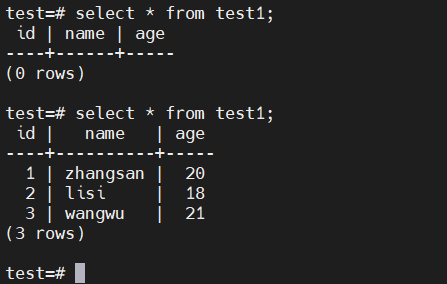 test=# select * from test1;
 id | name | age
----+------+-----
(0 rows)

test=# select * from test1;
 id |   name   | age
----+----------+-----
  1 | zhangsan |  20
  2 | lisi     |  18
  3 | wangwu   |  21
(3 rows)

test=#